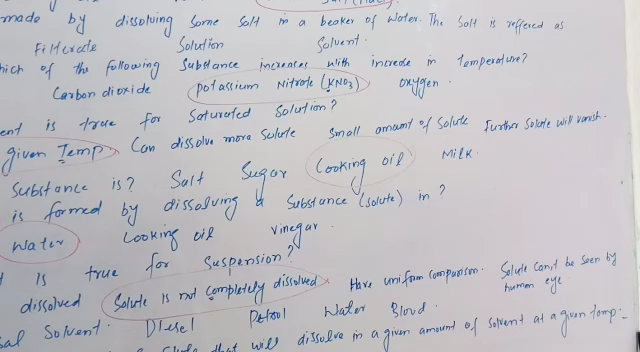 made by dissolving some salt in a beaker of water. The salt is reffered as
Filterate Solution Solvent.
hich of the following substance increases with increase in temperature?
Carbon dioxide Potassium Nitrate (KNO3) Oxygen.
ent is true for Saturated Solution?
given Temp. Can dissolve more Solute Small amount of Solute Further Solute will vanish.
Substance is? Salt Sugar Cooking oil Milk.
is formed by dissolving a Substance (solute) in ?
Water Cooking oil vinegar.
t is true for suspension?
dissolved Solute is not completely dissolved Have uniform comparison. Solute can't be seen by human eye
sal Solvent. Diesel Petrol Water Blood.
that will dissolve in a given amount of solvent at a given temp:-